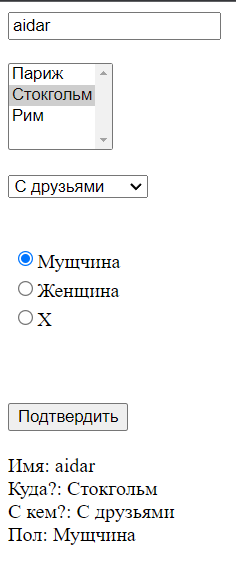 aidar
Париж
Стокгольм
Рим
С друзьями
Мущчина
Женщина
X
Подтвердить
Имя: aidar
Куда?: Стокгольм
С кем?: С друзьями
Пол: Мущчина